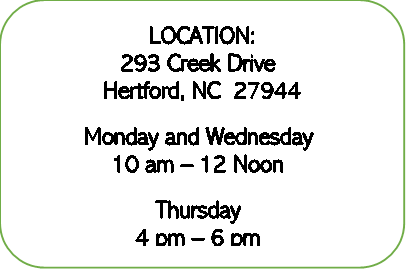 LOCATION:
293 Creek Drive
Hertford, NC  27944
Monday and Wednesday
10 am – 12 Noon
Thursday
4 pm – 6 pm